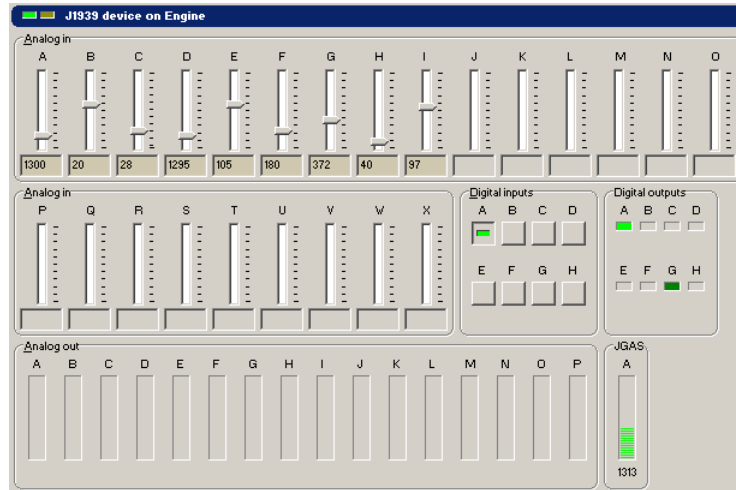 J1939 device on Engine
Analog in
A B C D E F G H I J K L M N O
1300 20 28 1295 105 180 372 40 97
Analog in
P Q R S T U V W X
Digital inputs
A B C D
E F G H
Digital outputs
A B C D
E F G H
Analog out
A B C D E F G H I J K L M N O P
JGAS
A
1313